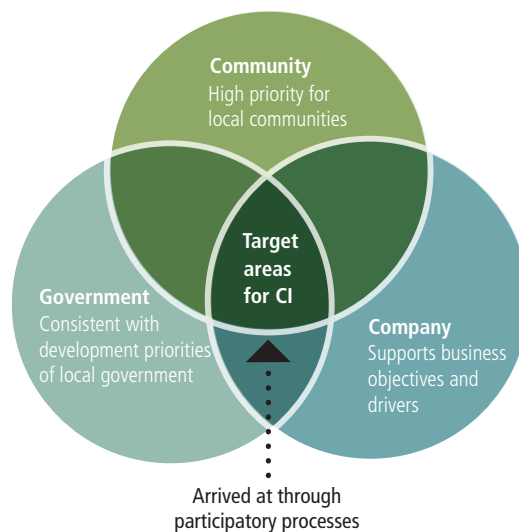 Community
High priority for
local communities
Target
areas
for CI
Government
Consistent with
development priorities
of local government
Company
Supports business
objectives and
drivers
Arrived at through
participatory processes